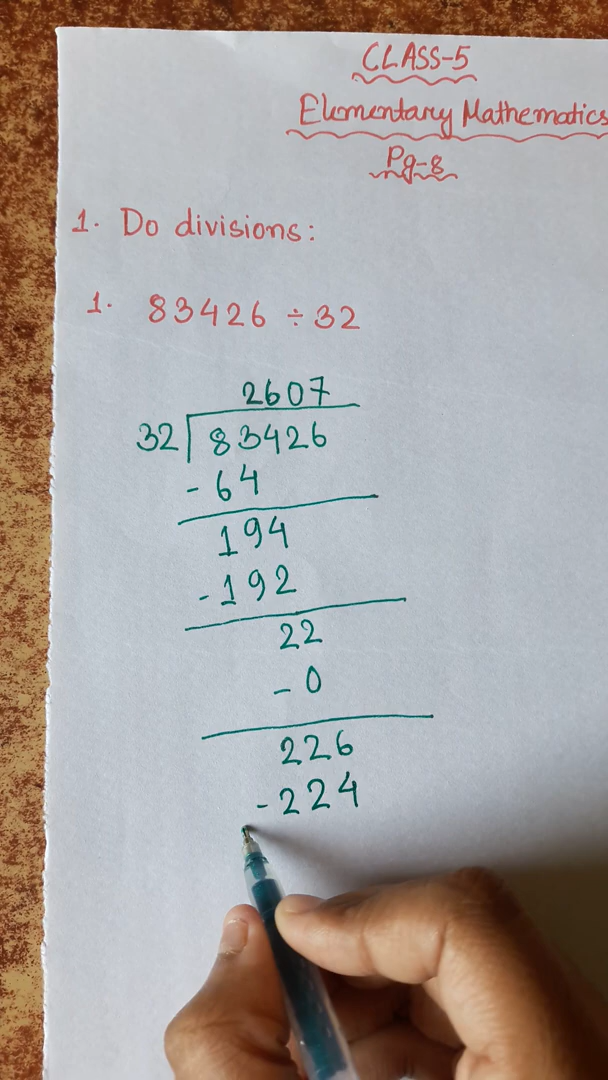 CLASS-5
Elementary Mathematics
Pg-8
1. Do divisions:
1. 83426 ÷ 32
2607
32 83426
- 64
194
- 192
22
- 0
226
- 224